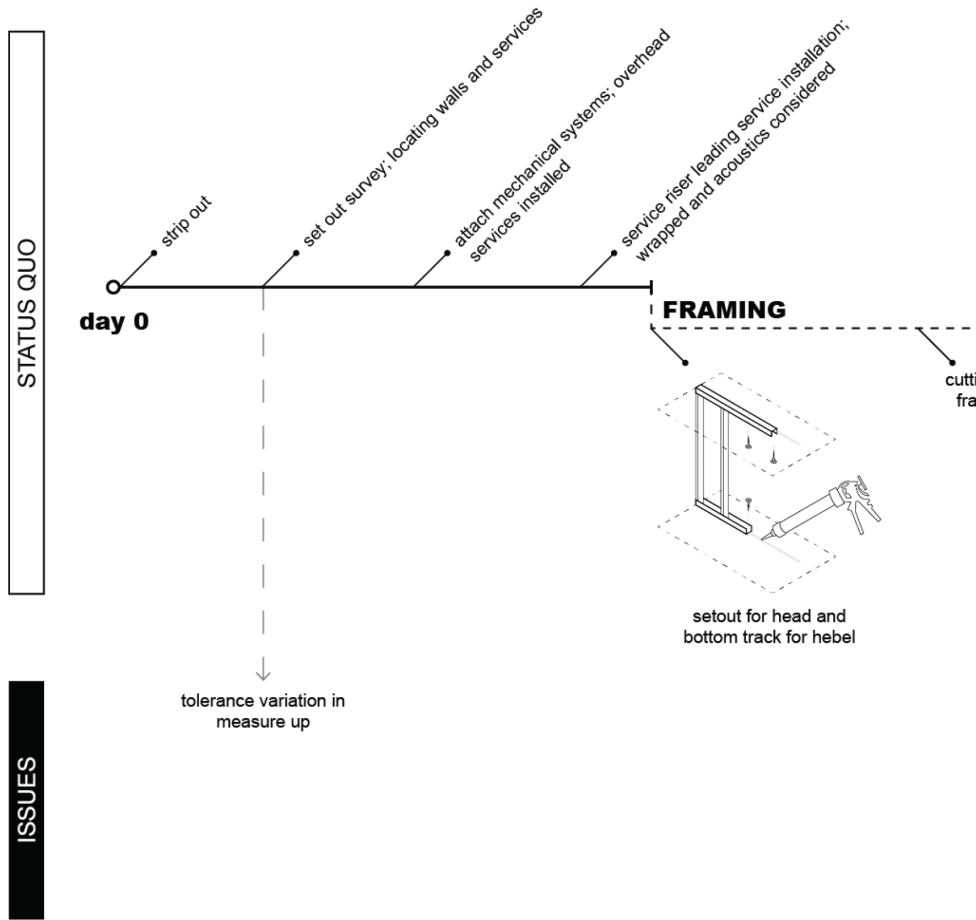 STATUS QUO
strip out
set out survey; locating walls and services
attach mechanical systems; overhead
services installed
service riser leading service installation;
wrapped and acoustics considered
day 0
FRAMING
cutti
fra
setout for head and
bottom track for hebel
tolerance variation in
measure up
ISSUES